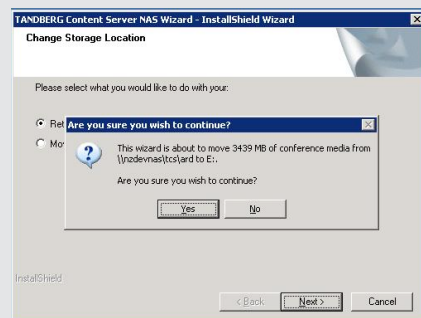 TANDBERG Content Server NAS Wizard - InstallShield Wizard
Change Storage Location
Please select what you would like to do with your:
Ret
Mo
Are you sure you wish to continue?
This wizard is about to move 3439 MB of conference media from
\\nzdevnas\tcs\ard to E:.
Are you sure you wish to continue?
Yes No
InstallShield
< Back Next > Cancel